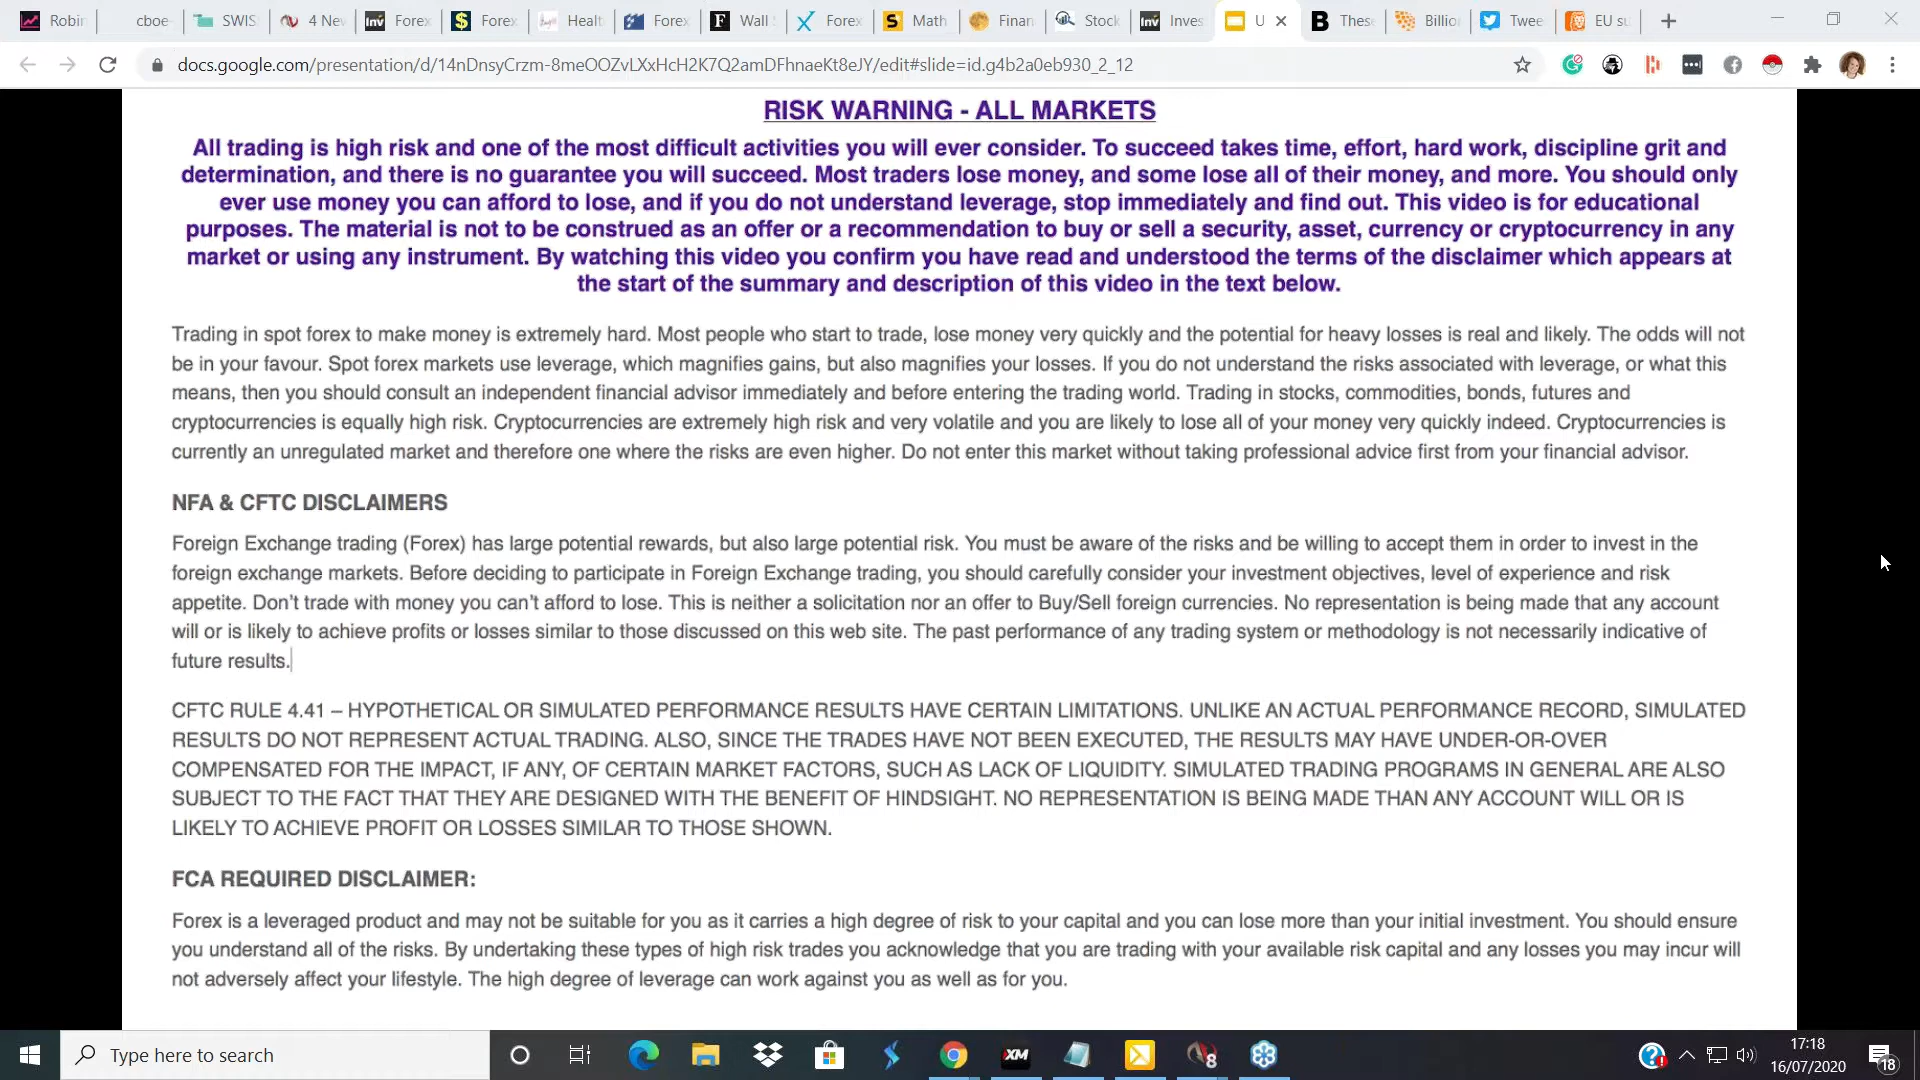 Robin
cboe
SWIS
4 Nev
Forex
Forex
Healt
Forex
Wall
Forex
Math
Finan
Stock
Inves
U
These
Billio
Twee
EU su
docs.google.com/presentation/d/14nDnsyCrzm-8meOOZvLXxHcH2K7Q2amDFhnaeKt8eJY/edit#slide=id.g4b2a0eb930_2_12
RISK WARNING - ALL MARKETS
All trading is high risk and one of the most difficult activities you will ever consider. To succeed takes time, effort, hard work, discipline grit and
determination, and there is no guarantee you will succeed. Most traders lose money, and some lose all of their money, and more. You should only
ever use money you can afford to lose, and if you do not understand leverage, stop immediately and find out. This video is for educational
purposes. The material is not to be construed as an offer or a recommendation to buy or sell a security, asset, currency or cryptocurrency in any
market or using any instrument. By watching this video you confirm you have read and understood the terms of the disclaimer which appears at
the start of the summary and description of this video in the text below.
Trading in spot forex to make money is extremely hard. Most people who start to trade, lose money very quickly and the potential for heavy losses is real and likely. The odds will not
be in your favour. Spot forex markets use leverage, which magnifies gains, but also magnifies your losses. If you do not understand the risks associated with leverage, or what this
means, then you should consult an independent financial advisor immediately and before entering the trading world. Trading in stocks, commodities, bonds, futures and
cryptocurrencies is equally high risk. Cryptocurrencies are extremely high risk and very volatile and you are likely to lose all of your money very quickly indeed. Cryptocurrencies is
currently an unregulated market and therefore one where the risks are even higher. Do not enter this market without taking professional advice first from your financial advisor.
NFA & CFTC DISCLAIMERS
Foreign Exchange trading (Forex) has large potential rewards, but also large potential risk. You must be aware of the risks and be willing to accept them in order to invest in the
foreign exchange markets. Before deciding to participate in Foreign Exchange trading, you should carefully consider your investment objectives, level of experience and risk
appetite. Don't trade with money you can't afford to lose. This is neither a solicitation nor an offer to Buy/Sell foreign currencies. No representation is being made that any account
will or is likely to achieve profits or losses similar to those discussed on this web site. The past performance of any trading system or methodology is not necessarily indicative of
future results.
CFTC RULE 4.41 – HYPOTHETICAL OR SIMULATED PERFORMANCE RESULTS HAVE CERTAIN LIMITATIONS. UNLIKE AN ACTUAL PERFORMANCE RECORD, SIMULATED
RESULTS DO NOT REPRESENT ACTUAL TRADING. ALSO, SINCE THE TRADES HAVE NOT BEEN EXECUTED, THE RESULTS MAY HAVE UNDER-OR-OVER
COMPENSATED FOR THE IMPACT, IF ANY, OF CERTAIN MARKET FACTORS, SUCH AS LACK OF LIQUIDITY. SIMULATED TRADING PROGRAMS IN GENERAL ARE ALSO
SUBJECT TO THE FACT THAT THEY ARE DESIGNED WITH THE BENEFIT OF HINDSIGHT. NO REPRESENTATION IS BEING MADE THAN ANY ACCOUNT WILL OR IS
LIKELY TO ACHIEVE PROFIT OR LOSSES SIMILAR TO THOSE SHOWN.
FCA REQUIRED DISCLAIMER:
Forex is a leveraged product and may not be suitable for you as it carries a high degree of risk to your capital and you can lose more than your initial investment. You should ensure
you understand all of the risks. By undertaking these types of high risk trades you acknowledge that you are trading with your available risk capital and any losses you may incur will
not adversely affect your lifestyle. The high degree of leverage can work against you as well as for you.
Type here to search
XM
8
17:18
16/07/2020
18